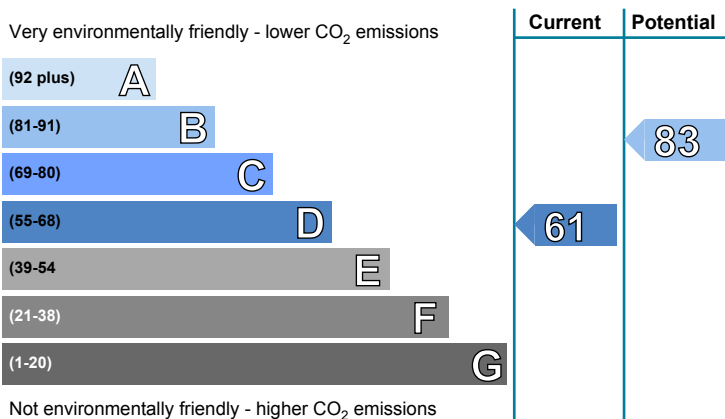 Very environmentally friendly - lower CO2 emissions
Current
Potential
(92 plus) A
(81-91) B
83
(69-80) C
(55-68) D
61
(39-54 E
(21-38) F
(1-20) G
Not environmentally friendly - higher CO2 emissions